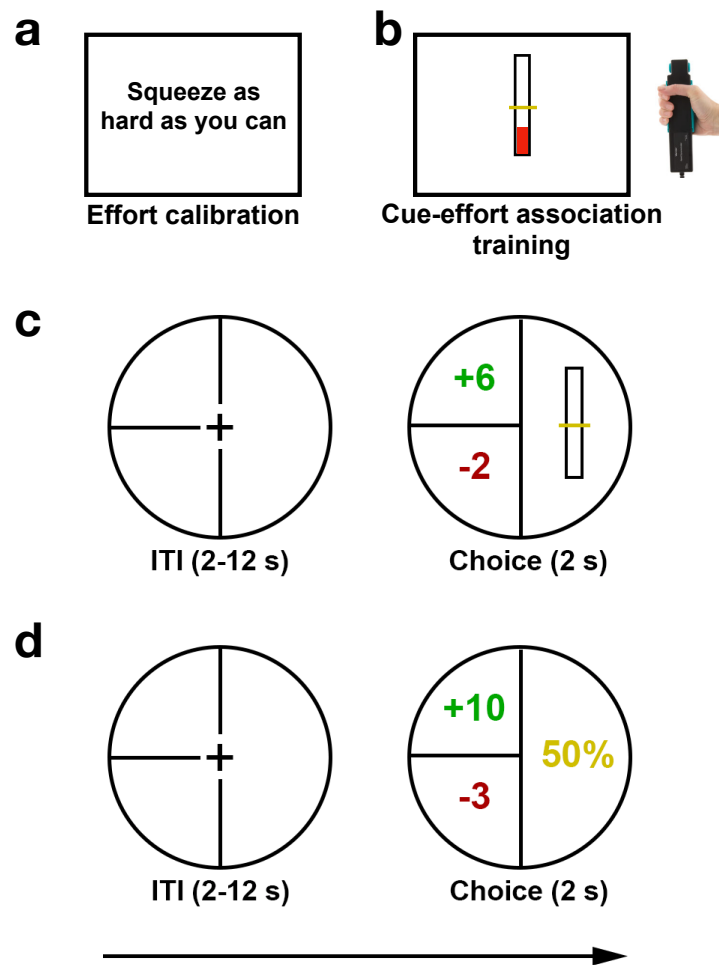 a
Squeeze as
hard as you can
Effort calibration
b
Cue-effort association
training
c
+6
-2
ITI (2-12 s)
Choice (2 s)
d
+10
-3
50%
ITI (2-12 s)
Choice (2 s)